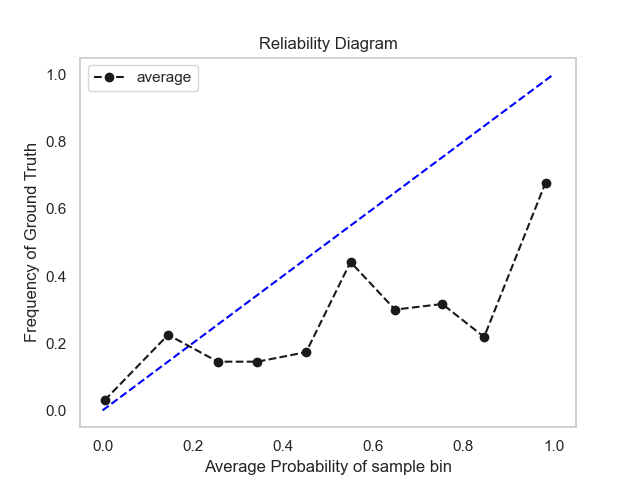 Reliability Diagram
average
1.0
0.8
0.6
0.4
0.2
0.0
Frequency of Ground Truth
0.0 0.2 0.4 0.6 0.8 1.0
Average Probability of sample bin